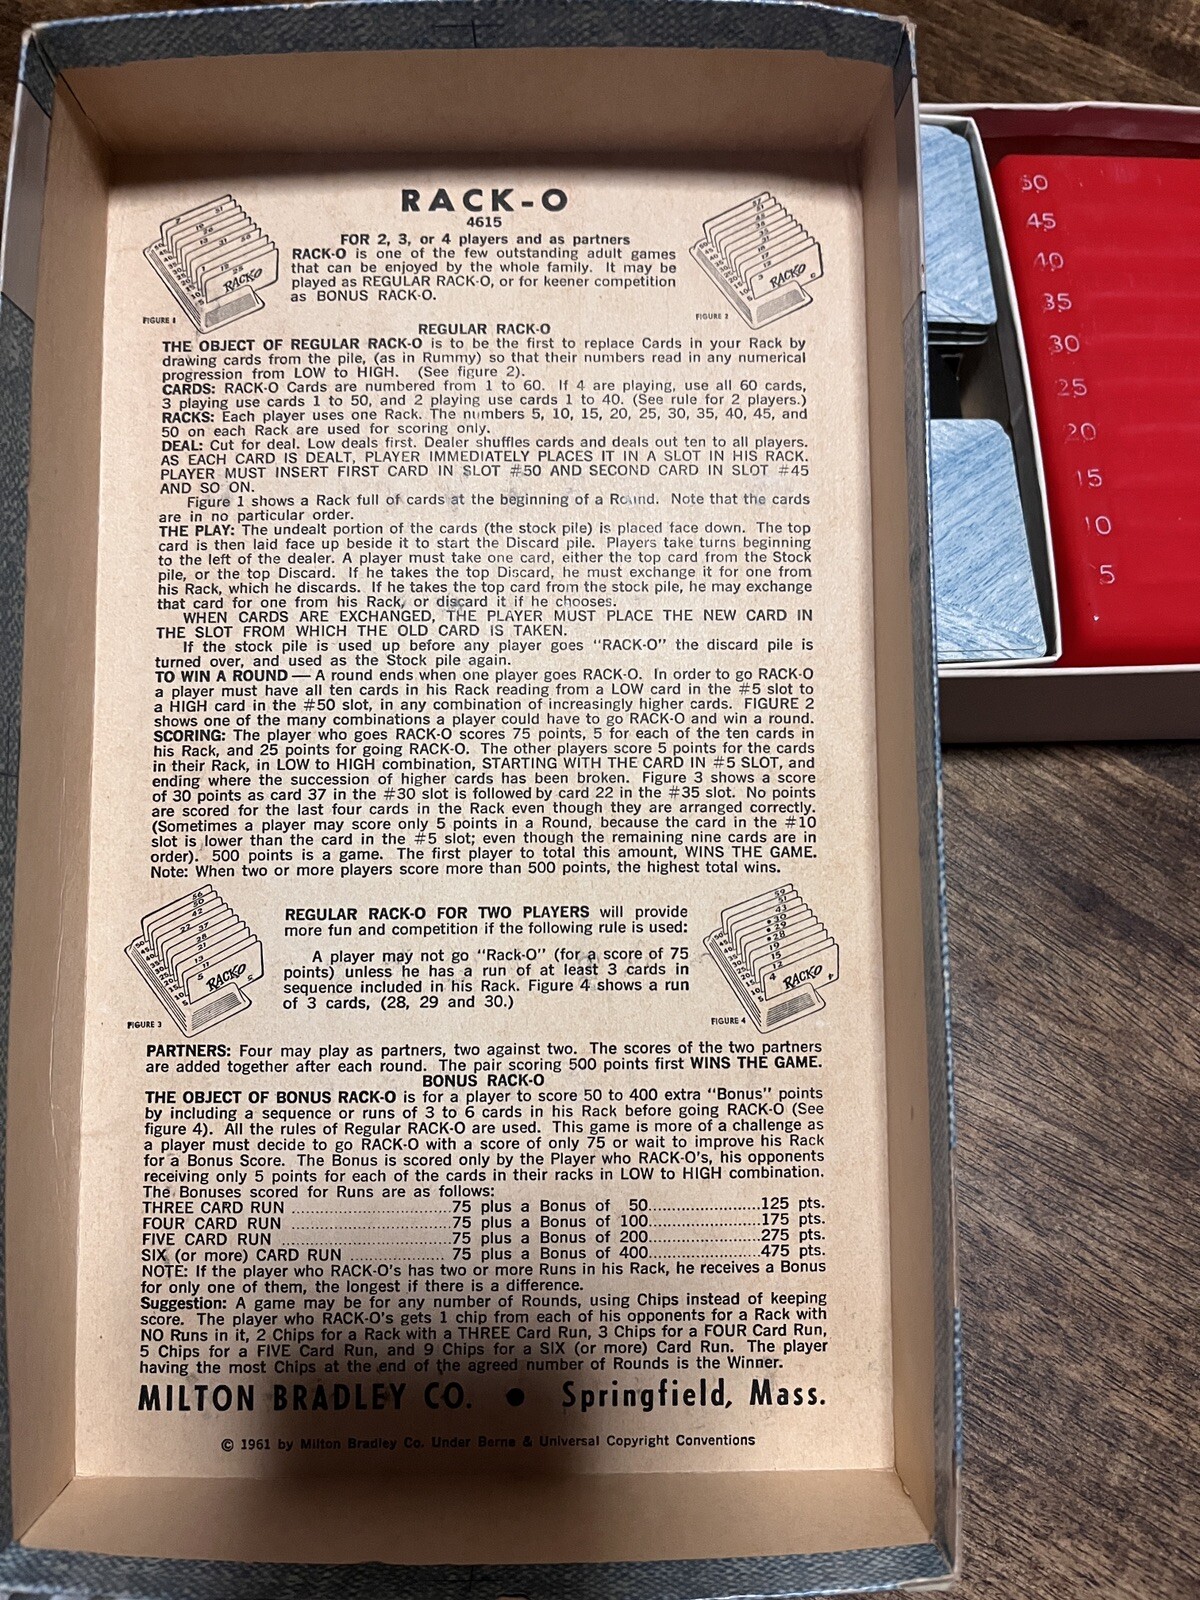 RACK-O
4615
FOR 2, 3, or 4 players and as partners
RACK-O is one of the few outstanding adult games
that can be enjoyed by the whole family. It may be
played as REGULAR RACK-O, or for keener competition
as BONUS RACK-O.
RACKO
FIGURE 1
RACKO
FIGURE 2
REGULAR RACK-O
THE OBJECT OF REGULAR RACK-O is to be the first to replace Cards in your Rack by
drawing cards from the pile, (as in Rummy) so that their numbers read in any numerical
progression from LOW to HIGH. (See figure 2).
CARDS: RACK-O Cards are numbered from 1 to 60. If 4 are playing, use all 60 cards,
3 playing use cards 1 to 50, and 2 playing use cards 1 to 40. (See rule for 2 players.)
RACKS: Each player uses one Rack. The numbers 5, 10, 15, 20, 25, 30, 35, 40, 45, and
50 on each Rack are used for scoring only.
DEAL: Cut for deal. Low deals first. Dealer shuffles cards and deals out ten to all players.
AS EACH CARD IS DEALT, PLAYER IMMEDIATELY PLACES IT IN A SLOT IN HIS RACK.
PLAYER MUST INSERT FIRST CARD IN SLOT #50 AND SECOND CARD IN SLOT #45
AND SO ON.
Figure 1 shows a Rack full of cards at the beginning of a Round. Note that the cards
are in no particular order.
THE PLAY: The undealt portion of the cards (the stock pile) is placed face down. The top
card is then laid face up beside it to start the Discard pile. Players take turns beginning
to the left of the dealer. A player must take one card, either the top card from the Stock
pile, or the top Discard. If he takes the top Discard, he must exchange it for one from
his Rack, which he discards. If he takes the top card from the stock pile, he may exchange
that card for one from his Rack, or discard it if he chooses.
WHEN CARDS ARE EXCHANGED, THE PLAYER MUST PLACE THE NEW CARD IN
THE SLOT FROM WHICH THE OLD CARD IS TAKEN.
If the stock pile is used up before any player goes "RACK-O" the discard pile is
turned over, and used as the Stock pile again.
TO WIN A ROUND — A round ends when one player goes RACK-O. In order to go RACK-O
a player must have all ten cards in his Rack reading from a LOW card in the #5 slot to
a HIGH card in the #50 slot, in any combination of increasingly higher cards. FIGURE 2
shows one of the many combinations a player could have to go RACK-O and win a round.
SCORING: The player who goes RACK-O scores 75 points, 5 for each of the ten cards in
his Rack, and 25 points for going RACK-O. The other players score 5 points for the cards
in their Rack, in LOW to HIGH combination, STARTING WITH THE CARD IN #5 SLOT, and
ending where the succession of higher cards has been broken. Figure 3 shows a score
of 30 points as card 37 in the #30 slot is followed by card 22 in the #35 slot. No points
are scored for the last four cards in the Rack even though they are arranged correctly.
(Sometimes a player may score only 5 points in a Round, because the card in the #10
slot is lower than the card in the #5 slot; even though the remaining nine cards are in
order). 500 points is a game. The first player to total this amount, WINS THE GAME.
Note: When two or more players score more than 500 points, the highest total wins.
REGULAR RACK-O FOR TWO PLAYERS will provide
more fun and competition if the following rule is used:
A player may not go "Rack-O" (for a score of 75
points) unless he has a run of at least 3 cards in
sequence included in his Rack. Figure 4 shows a run
of 3 cards, (28, 29 and 30.)
RACKO
FIGURE 3
RACKO
FIGURE 4
PARTNERS: Four may play as partners, two against two. The scores of the two partners
are added together after each round. The pair scoring 500 points first WINS THE GAME.
BONUS RACK-O
THE OBJECT OF BONUS RACK-O is for a player to score 50 to 400 extra "Bonus" points
by including a sequence or runs of 3 to 6 cards in his Rack before going RACK-O (See
figure 4). All the rules of Regular RACK-O are used. This game is more of a challenge as
a player must decide to go RACK-O with a score of only 75 or wait to improve his Rack
for a Bonus Score. The Bonus is scored only by the Player who RACK-O's, his opponents
receiving only 5 points for each of the cards in their racks in LOW to HIGH combination.
The Bonuses scored for Runs are as follows:
THREE CARD RUN ........ 75 plus a Bonus of 50 ........ 125 pts.
FOUR CARD RUN ........ 75 plus a Bonus of 100 ........ 175 pts.
FIVE CARD RUN ........ 75 plus a Bonus of 200 ........ 275 pts.
SIX (or more) CARD RUN ........ 75 plus a Bonus of 400 ........ 475 pts.
NOTE: If the player who RACK-O's has two or more Runs in his Rack, he receives a Bonus
for only one of them, the longest if there is a difference.
Suggestion: A game may be for any number of Rounds, using Chips instead of keeping
score. The player who RACK-O's gets 1 chip from each of his opponents for a Rack with
NO Runs in it, 2 Chips for a Rack with a THREE Card Run, 3 Chips for a FOUR Card Run,
5 Chips for a FIVE Card Run, and 9 Chips for a SIX (or more) Card Run. The player
having the most Chips at the end of the agreed number of Rounds is the Winner.
MILTON BRADLEY CO. ● Springfield, Mass.
© 1961 by Milton Bradley Co. Under Berne & Universal Copyright Conventions
50
45
40
35
30
25
20
15
10
5